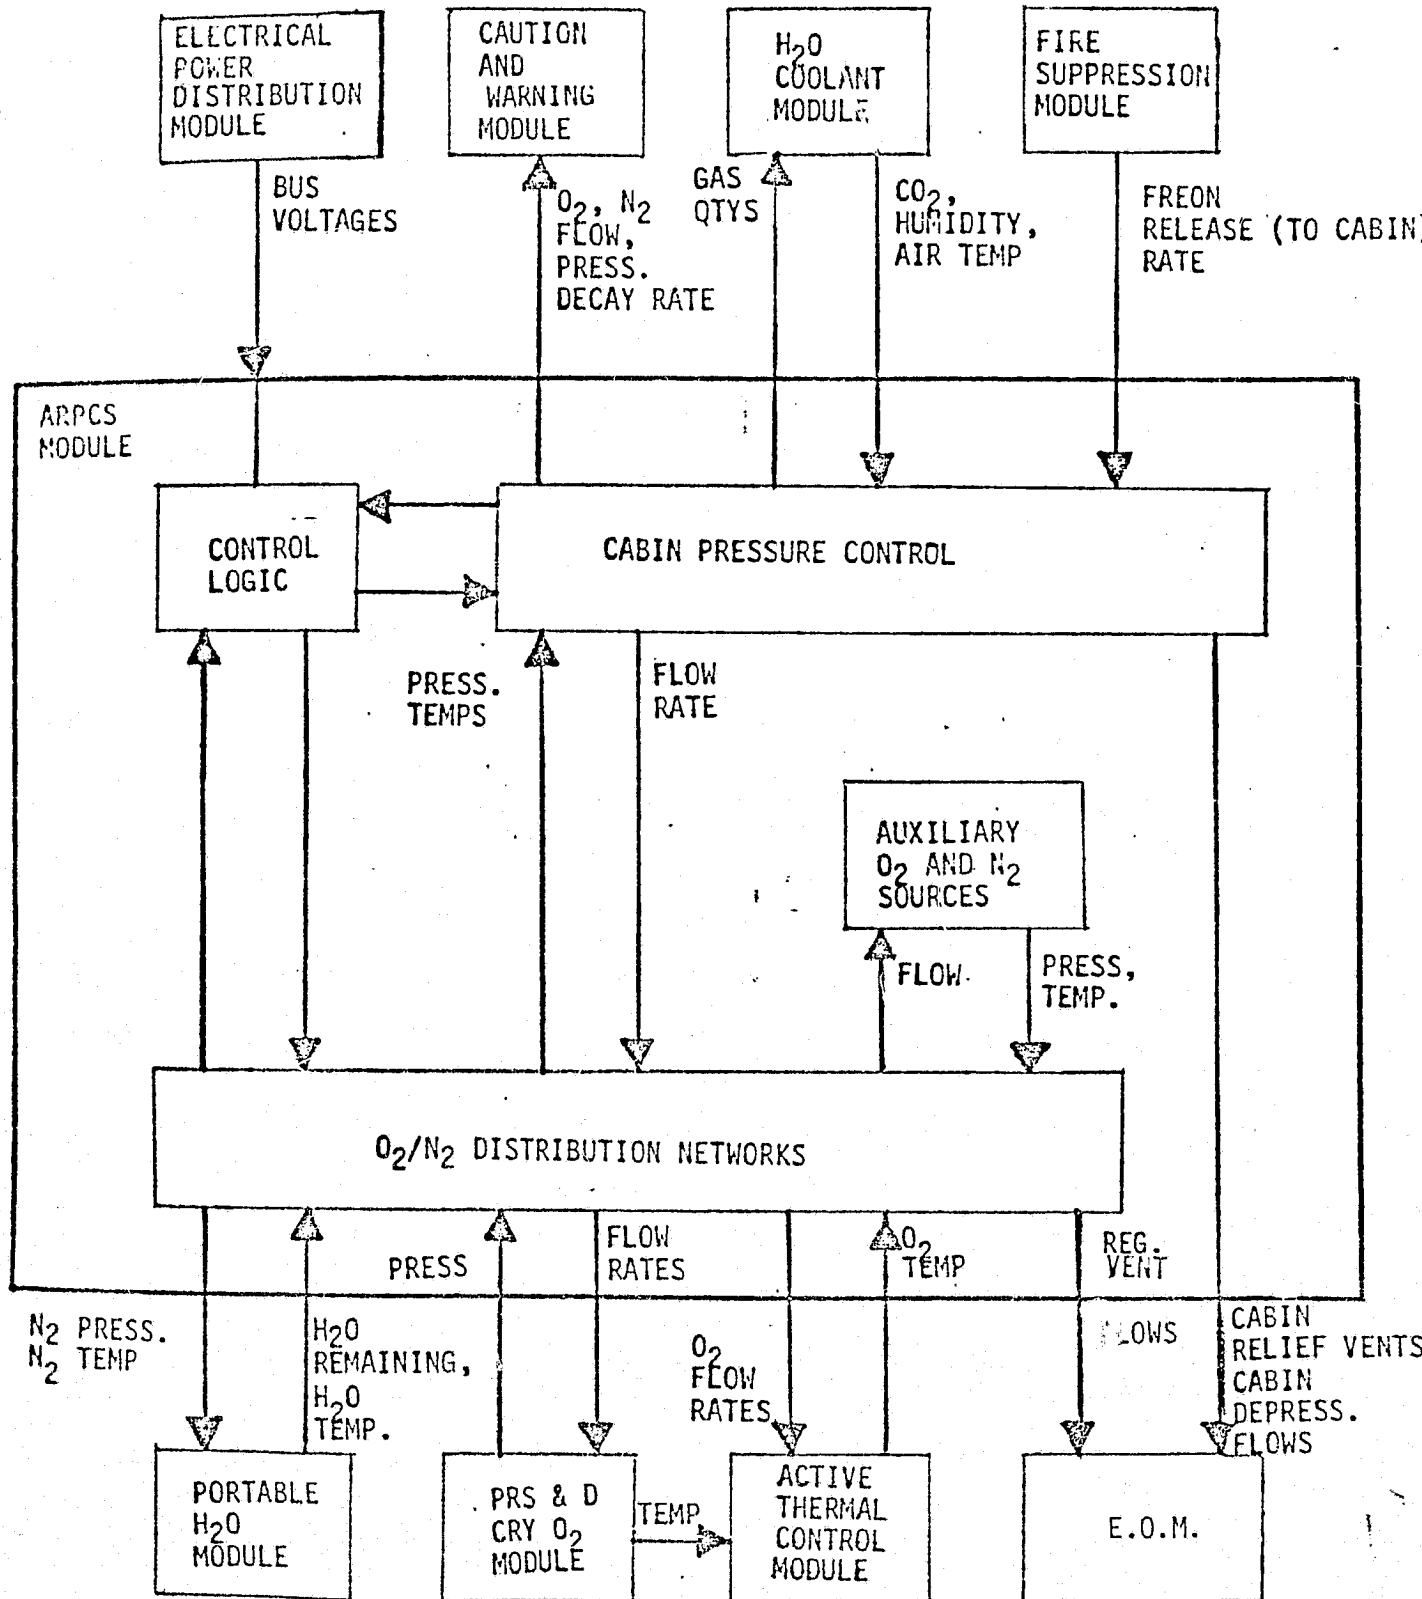 ELECTRICAL
POWER
DISTRIBUTION
MODULE
CAUTION
AND
WARNING
MODULE
H2O
COOLANT
MODULE
FIRE
SUPPRESSION
MODULE
BUS
VOLTAGES
O2, N2
FLOW,
PRESS.
DECAY RATE
GAS
QTYS
CO2,
HUMIDITY,
AIR TEMP
FREON
RELEASE (TO CABIN)
RATE
ARPCS
MODULE
CONTROL
LOGIC
CABIN PRESSURE CONTROL
PRESS.
TEMPS
FLOW
RATE
AUXILIARY
O2 AND N2
SOURCES
FLOW
PRESS,
TEMP.
O2/N2 DISTRIBUTION NETWORKS
PRESS
FLOW
RATES
O2
TEMP
REG.
VENT
FLOWS
N2 PRESS.
N2 TEMP
H2O
REMAINING,
H2O
TEMP.
O2
FLOW
RATES
CABIN
RELIEF VENTS
CABIN
DEPRESS.
FLOWS
PORTABLE
H2O
MODULE
PRS & D
CRY O2
MODULE
TEMP
ACTIVE
THERMAL
CONTROL
MODULE
E.O.M.